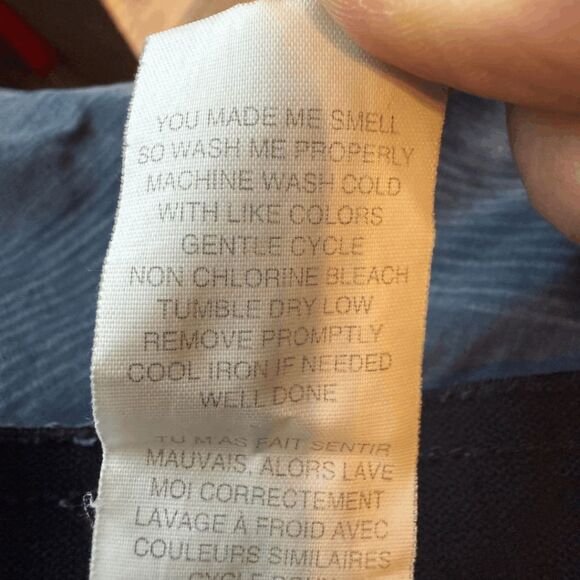 YOU MADE ME SMELL
SO WASH ME PROPERLY
MACHINE WASH COLD
WITH LIKE COLORS
GENTLE CYCLE
NON CHLORINE BLEACH
TUMBLE DRY LOW
REMOVE PROMPTLY
COOL IRON IF NEEDED
WELL DONE
TU M'AS FAIT SENTIR
MAUVAIS, ALORS LAVE
MOI CORRECTEMENT
LAVAGE À FROID AVEC
COULEURS SIMILAIRES
CYCLE